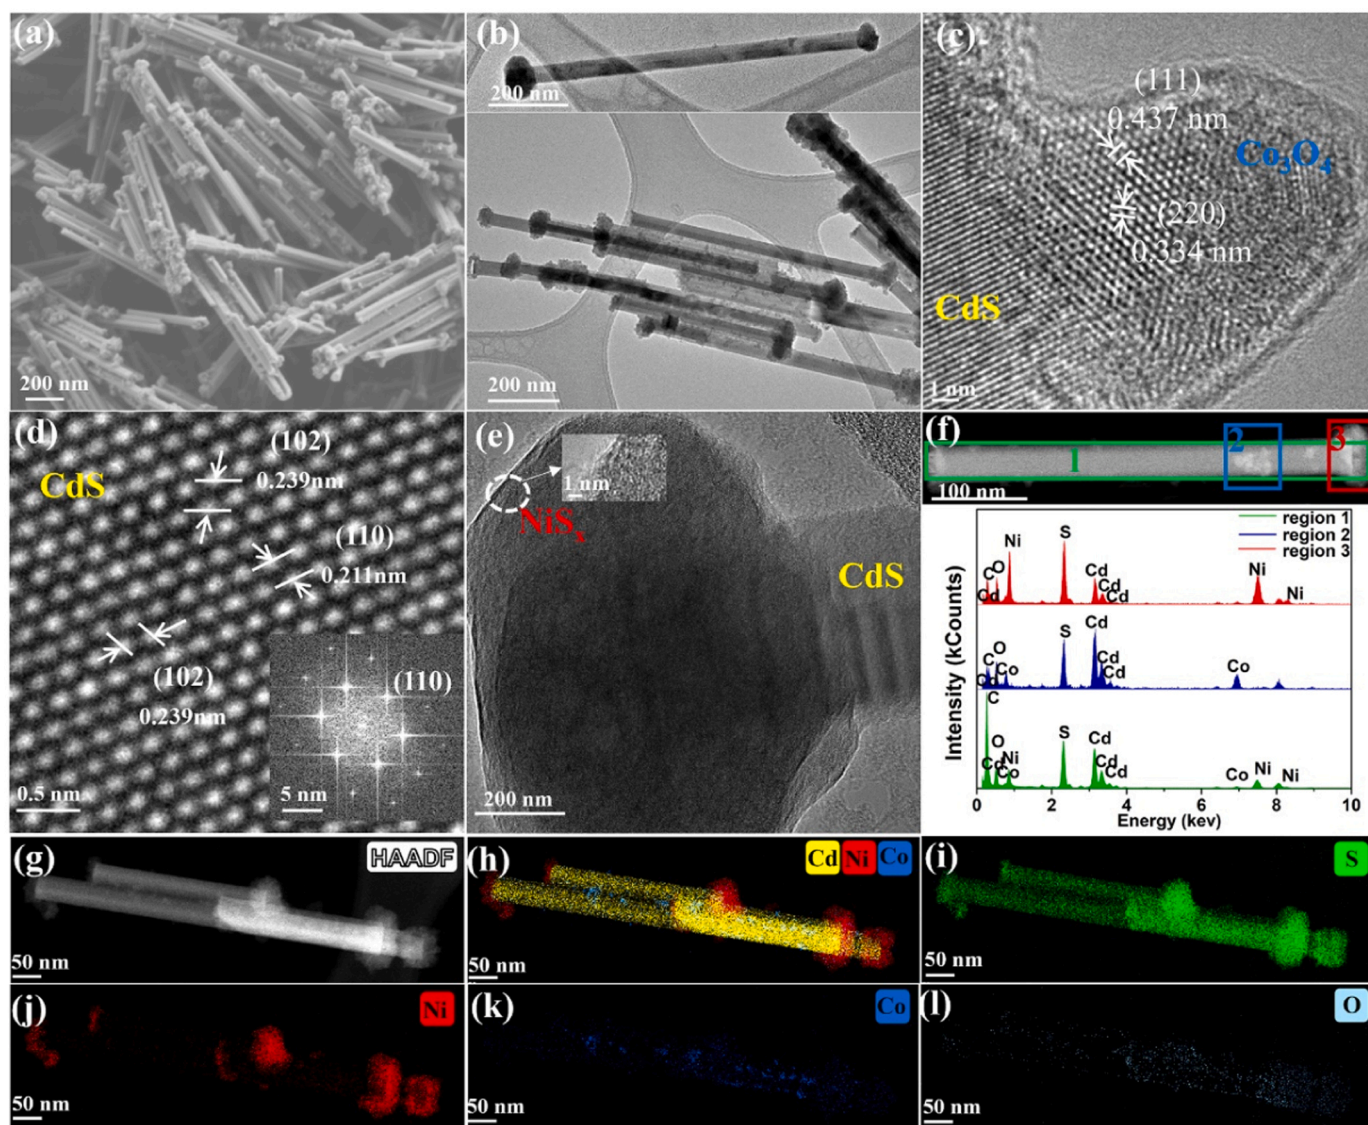 (a)
200 nm
(b)
200 nm
200 nm
(c)
(111)
0.437 nm
Co₃O₄
(220)
0.334 nm
CdS
1 nm
(d)
(102)
CdS
0.239nm
(110)
0.211nm
(102)
0.239nm
(110)
0.5 nm
5 nm
(e)
1 nm
NiSₓ
CdS
200 nm
(f)
1
2
3
100 nm
region 1
region 2
region 3
Ni
S
C
O
Cd
Cd
Cd
Cd
Ni
Ni
S
Cd
C
O
Cd
Co
Cd
Cd
Co
C
O
Cd
Ni
Co
S
Cd
Cd
Cd
Co
Ni
Ni
Intensity (kCounts)
0 2 4 6 8 10
Energy (kev)
(g)
HAADF
50 nm
(h)
Cd Ni Co
50 nm
(i)
S
50 nm
(j)
Ni
50 nm
(k)
Co
50 nm
(l)
O
50 nm